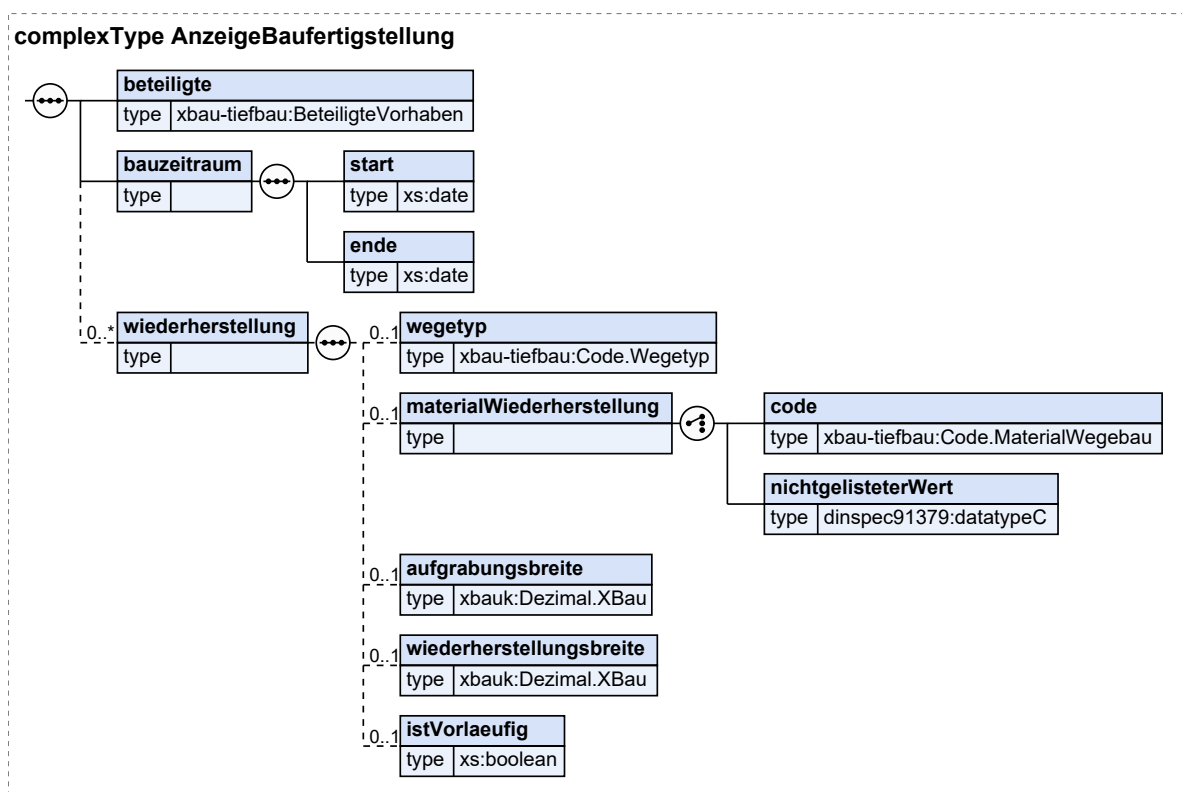 complexType AnzeigeBaufertigstellung
beteiligte
type xbau-tiefbau:BeteiligteVorhaben
bauzeitraum
type
start
type xs:date
ende
type xs:date
0..*
wiederherstellung
type
0..1
wegetyp
type xbau-tiefbau:Code.Wegetyp
0..1
materialWiederherstellung
type
code
type xbau-tiefbau:Code.MaterialWegebau
nichtgelisteterWert
type dinspec91379:datatypeC
0..1
aufgrabungsbreite
type xbauk:Dezimal.XBau
0..1
wiederherstellungsbreite
type xbauk:Dezimal.XBau
0..1
istVorlaeufig
type xs:boolean